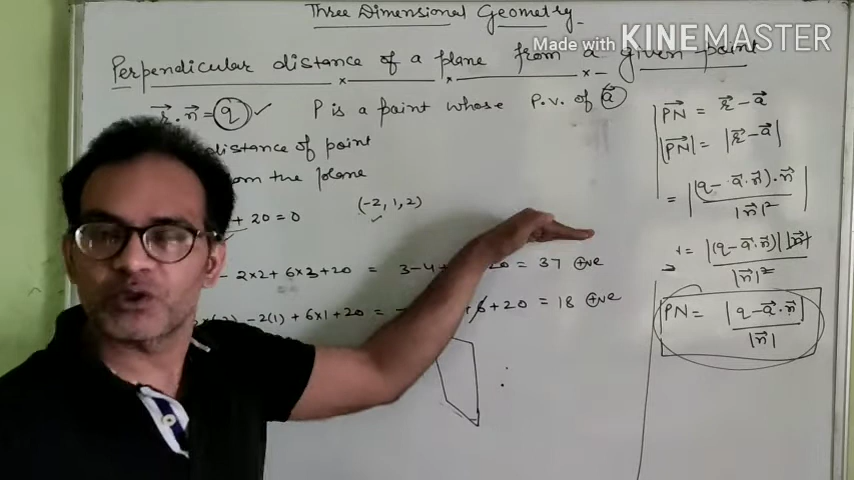 Three Dimensional Geometry
Made with KINEMASTER
Perpendicular distance of a plane from a given point
r⃗.n⃗ = q ✓ P is a point whose P.V. of a⃗
distance of point
from the plane
+ 20 = 0 (-2, 1, 2)
- 2×2 + 6×3 + 20 = 3-4+ 20 = 37 ⊕ve
-2(1) + 6×1 + 20 = + 6 + 20 = 18 ⊕ve
PN⃗ = r⃗ - a⃗
|PN⃗| = |r⃗ - a⃗|
= |(q - a⃗.n⃗).n⃗| / |n⃗|²
= |(q - a⃗.n⃗)| |n⃗| / |n⃗|²
PN = |q - a⃗.n⃗| / |n⃗|